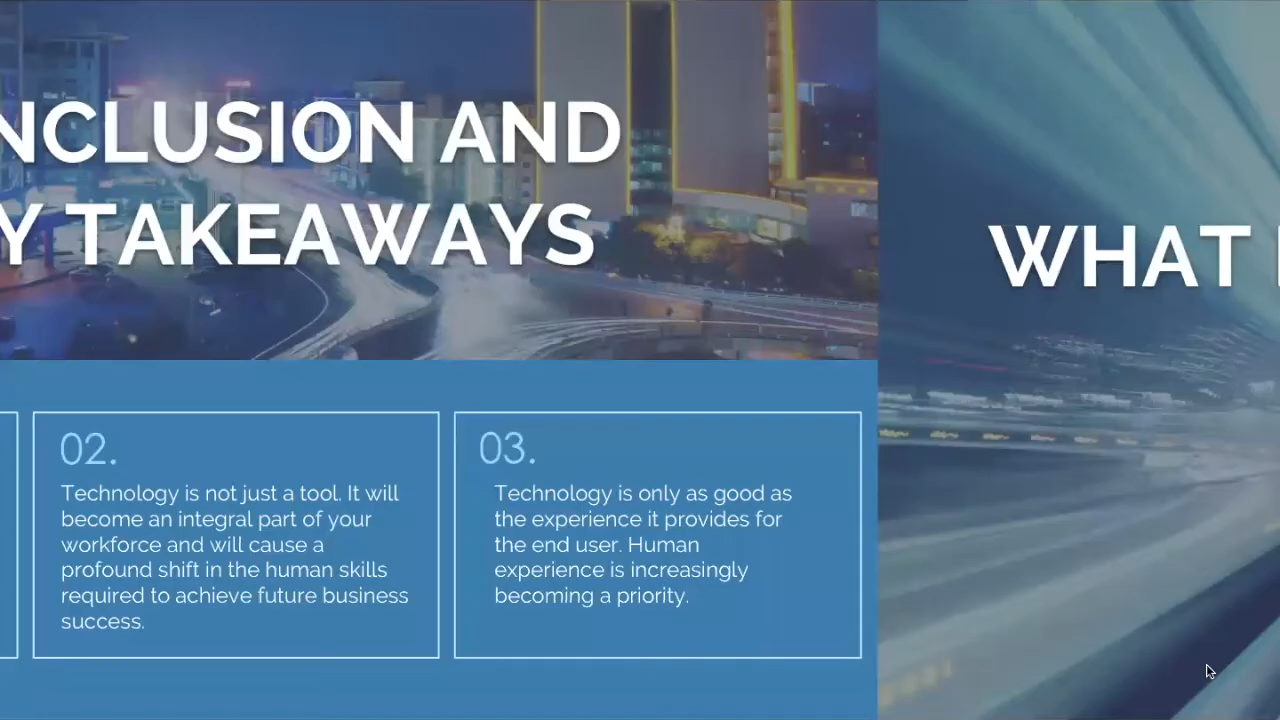 NCLUSION AND
Y TAKEAWAYS
WHAT
02.
Technology is not just a tool. It will
become an integral part of your
workforce and will cause a
profound shift in the human skills
required to achieve future business
success.
03.
Technology is only as good as
the experience it provides for
the end user. Human
experience is increasingly
becoming a priority.